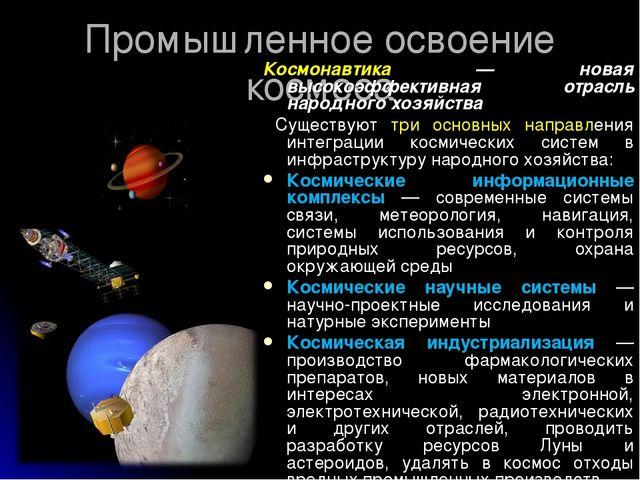 Промышленное освоение
космоса
Космонавтика — новая
высокоэффективная отрасль
народного хозяйства
Существуют три основных направления
интеграции космических систем в
инфраструктуру народного хозяйства:
Космические информационные
комплексы — современные системы
связи, метеорология, навигация,
системы использования и контроля
природных ресурсов, охрана
окружающей среды
Космические научные системы —
научно-проектные исследования и
натурные эксперименты
Космическая индустриализация —
производство фармакологических
препаратов, новых материалов в
интересах электронной,
электротехнической, радиотехнических
и других отраслей, проводить
разработку ресурсов Луны и
астероидов, удалять в космос отходы
вредных промышленных производств